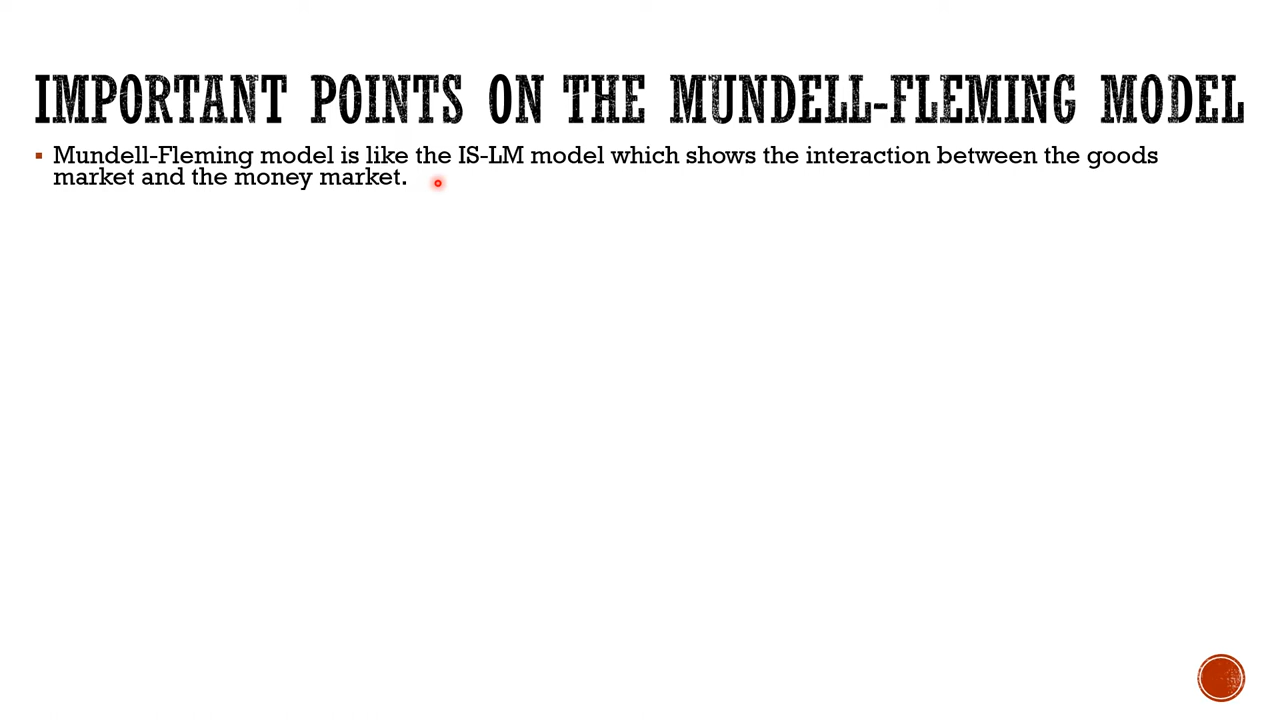 IMPORTANT POINTS ON THE MUNDELL-FLEMING MODEL
▪ Mundell-Fleming model is like the IS-LM model which shows the interaction between the goods
market and the money market.